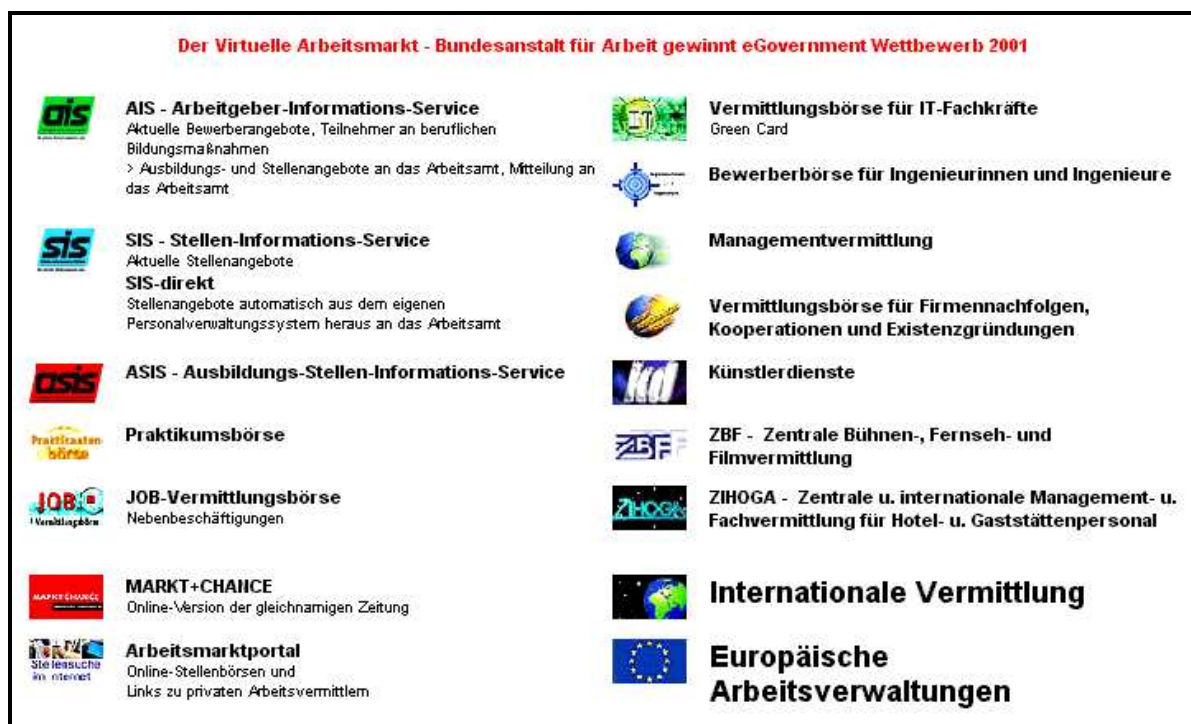 Der Virtuelle Arbeitsmarkt - Bundesanstalt für Arbeit gewinnt eGovernment Wettbewerb 2001
ais
AIS - Arbeitgeber-Informations-Service
Aktuelle Bewerberangebote, Teilnehmer an beruflichen
Bildungsmaßnahmen
> Ausbildungs- und Stellenangebote an das Arbeitsamt, Mitteilung an
das Arbeitsamt
sis
SIS - Stellen-Informations-Service
Aktuelle Stellenangebote
SIS-direkt
Stellenangebote automatisch aus dem eigenen
Personalverwaltungssystem heraus an das Arbeitsamt
asis
ASIS - Ausbildungs-Stellen-Informations-Service
Praktikanten
börse
Praktikumsbörse
JOB
Vermittlungsbörse
JOB-Vermittlungsbörse
Nebenbeschäftigungen
MARKT+CHANCE
MARKT+CHANCE
Online-Version der gleichnamigen Zeitung
Stellensuche
im Internet
Arbeitsmarktportal
Online-Stellenbörsen und
Links zu privaten Arbeitsvermittlern
IT
Vermittlungsbörse für IT-Fachkräfte
Green Card
Bewerberbörse für Ingenieurinnen und Ingenieure
Managementvermittlung
Vermittlungsbörse für Firmennachfolgen,
Kooperationen und Existenzgründungen
kd
Künstlerdienste
ZBF
ZBF - Zentrale Bühnen-, Fernseh- und
Filmvermittlung
ZIHOGA
ZIHOGA - Zentrale u. internationale Management- u.
Fachvermittlung für Hotel- u. Gaststättenpersonal
Internationale Vermittlung
Europäische
Arbeitsverwaltungen